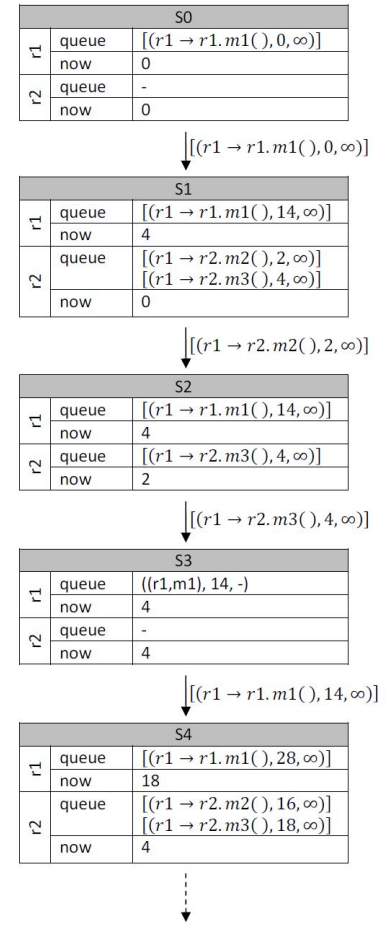 S0
r1 queue [(r1 → r1.m1( ), 0, ∞)]
now 0
r2 queue -
now 0
[(r1 → r1.m1( ), 0, ∞)]
S1
r1 queue [(r1 → r1.m1( ), 14, ∞)]
now 4
r2 queue [(r1 → r2.m2( ), 2, ∞)]
[(r1 → r2.m3( ), 4, ∞)]
now 0
[(r1 → r2.m2( ), 2, ∞)]
S2
r1 queue [(r1 → r1.m1( ), 14, ∞)]
now 4
r2 queue [(r1 → r2.m3( ), 4, ∞)]
now 2
[(r1 → r2.m3( ), 4, ∞)]
S3
r1 queue ((r1,m1), 14, -)
now 4
r2 queue -
now 4
[(r1 → r1.m1( ), 14, ∞)]
S4
r1 queue [(r1 → r1.m1( ), 28, ∞)]
now 18
r2 queue [(r1 → r2.m2( ), 16, ∞)]
[(r1 → r2.m3( ), 18, ∞)]
now 4